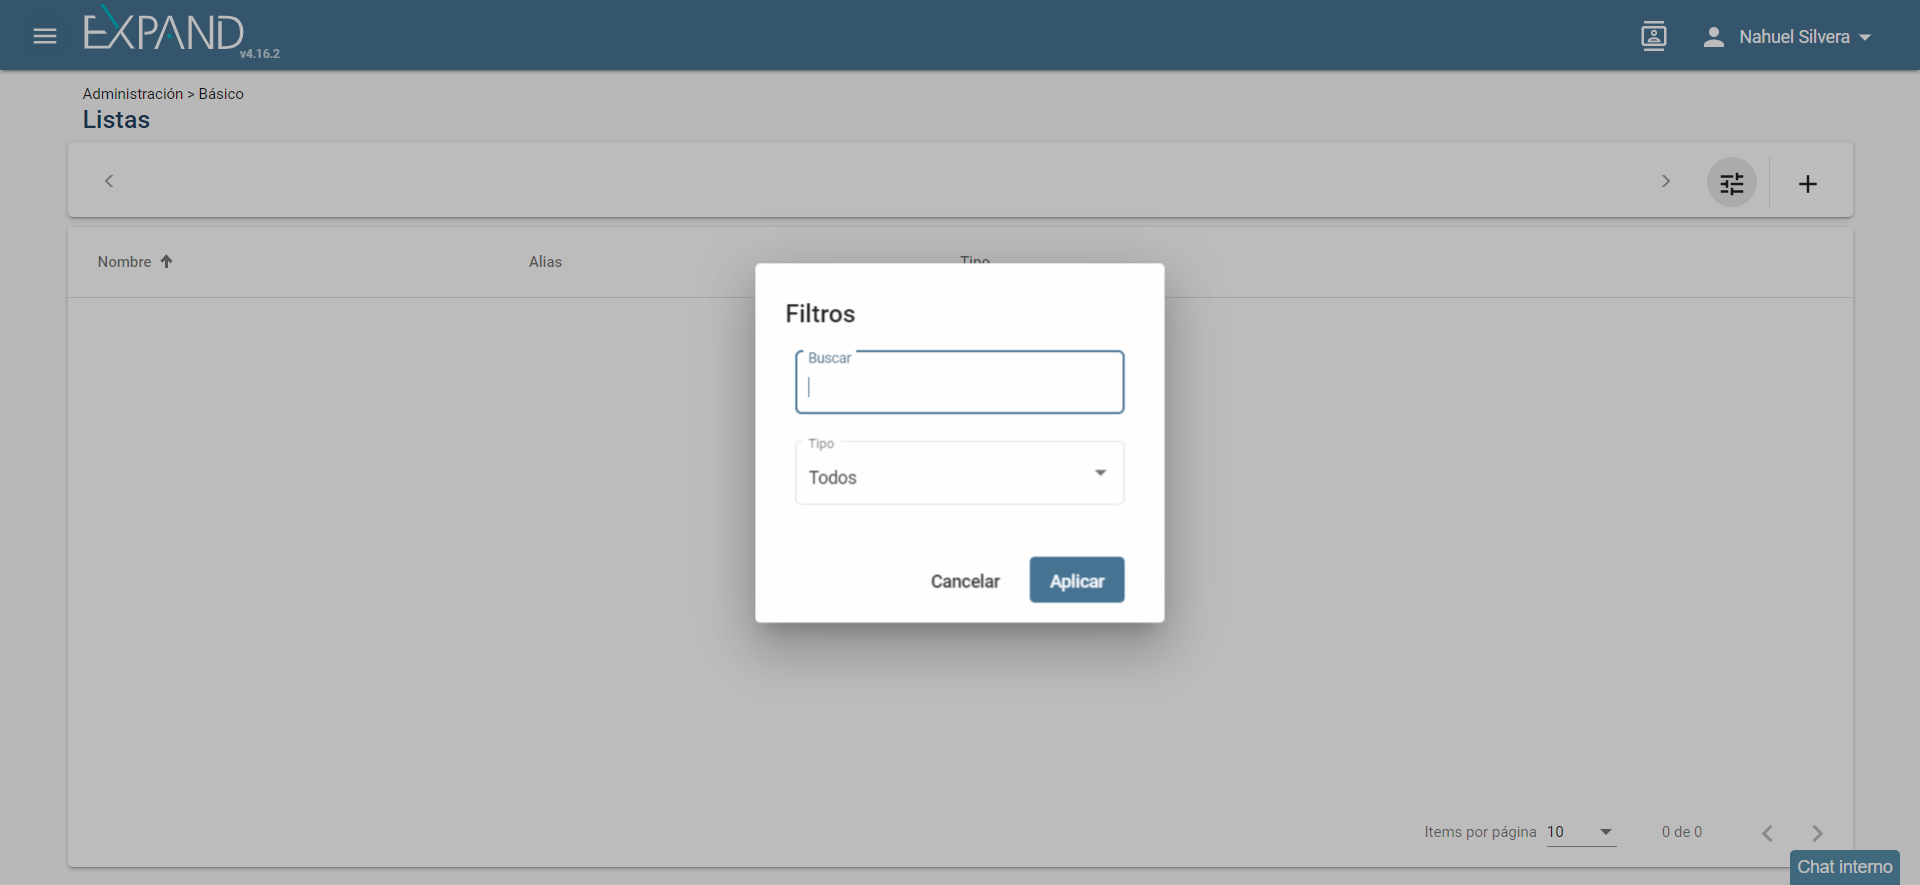 EXPAND
v4.16.2
Nahuel Silvera
Administración > Básico
Listas
Nombre
Alias
Tipo
Filtros
Buscar
Tipo
Todos
Cancelar
Aplicar
Items por página 10
0 de 0
Chat interno